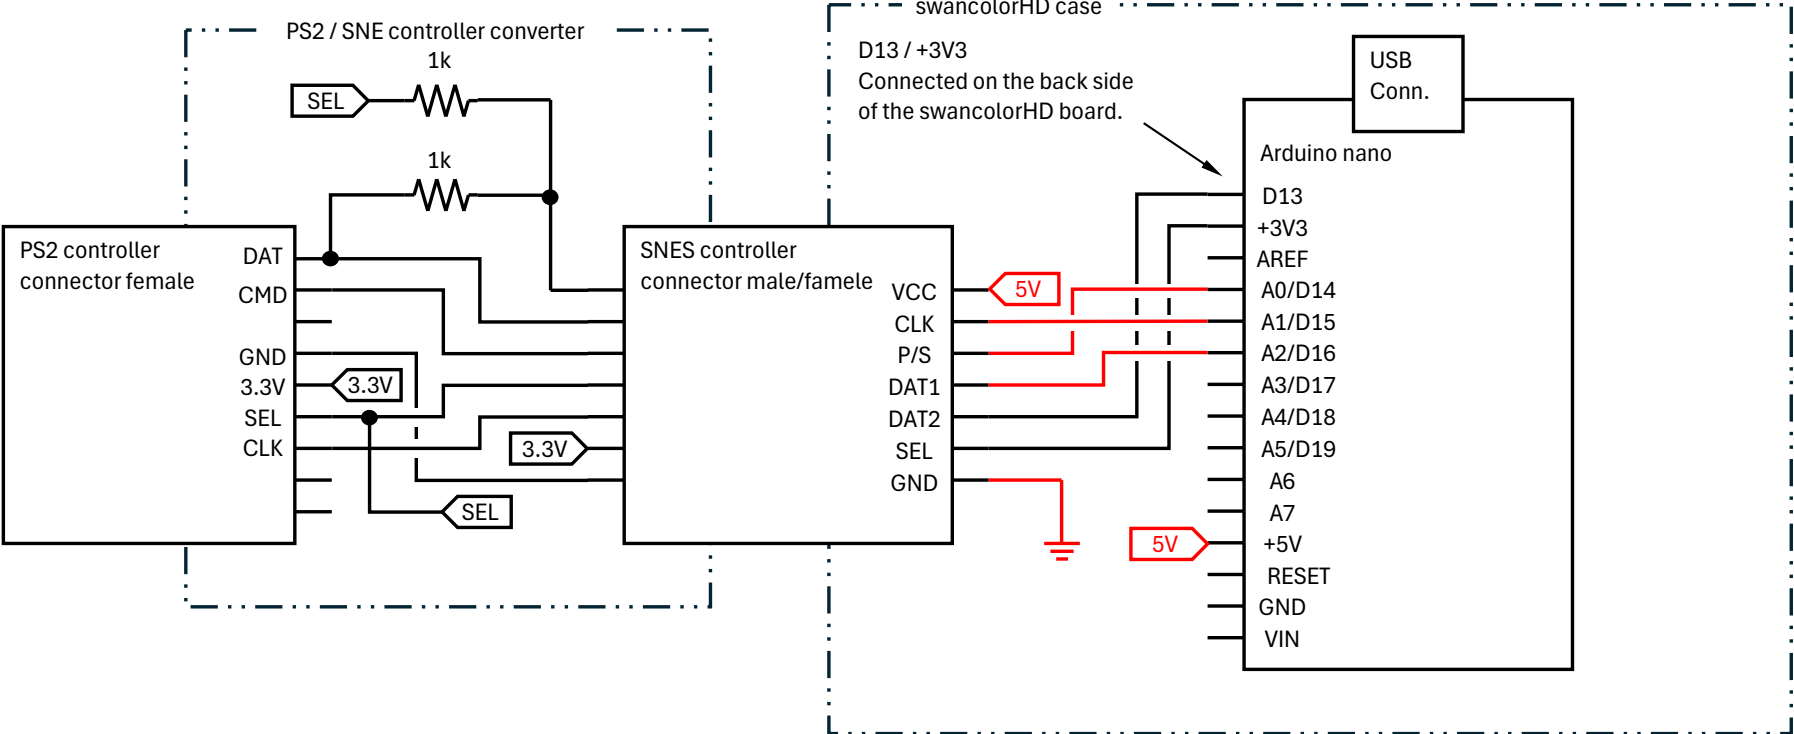 swancolorHD case
PS2 / SNE controller converter
1k
SEL
1k
D13 / +3V3
Connected on the back side
of the swancolorHD board.
USB
Conn.
Arduino nano
PS2 controller
connector female
DAT
CMD
GND
3.3V
SEL
CLK
3.3V
SEL
3.3V
SNES controller
connector male/famele
VCC
CLK
P/S
DAT1
DAT2
SEL
GND
5V
5V
D13
+3V3
AREF
A0/D14
A1/D15
A2/D16
A3/D17
A4/D18
A5/D19
A6
A7
+5V
RESET
GND
VIN